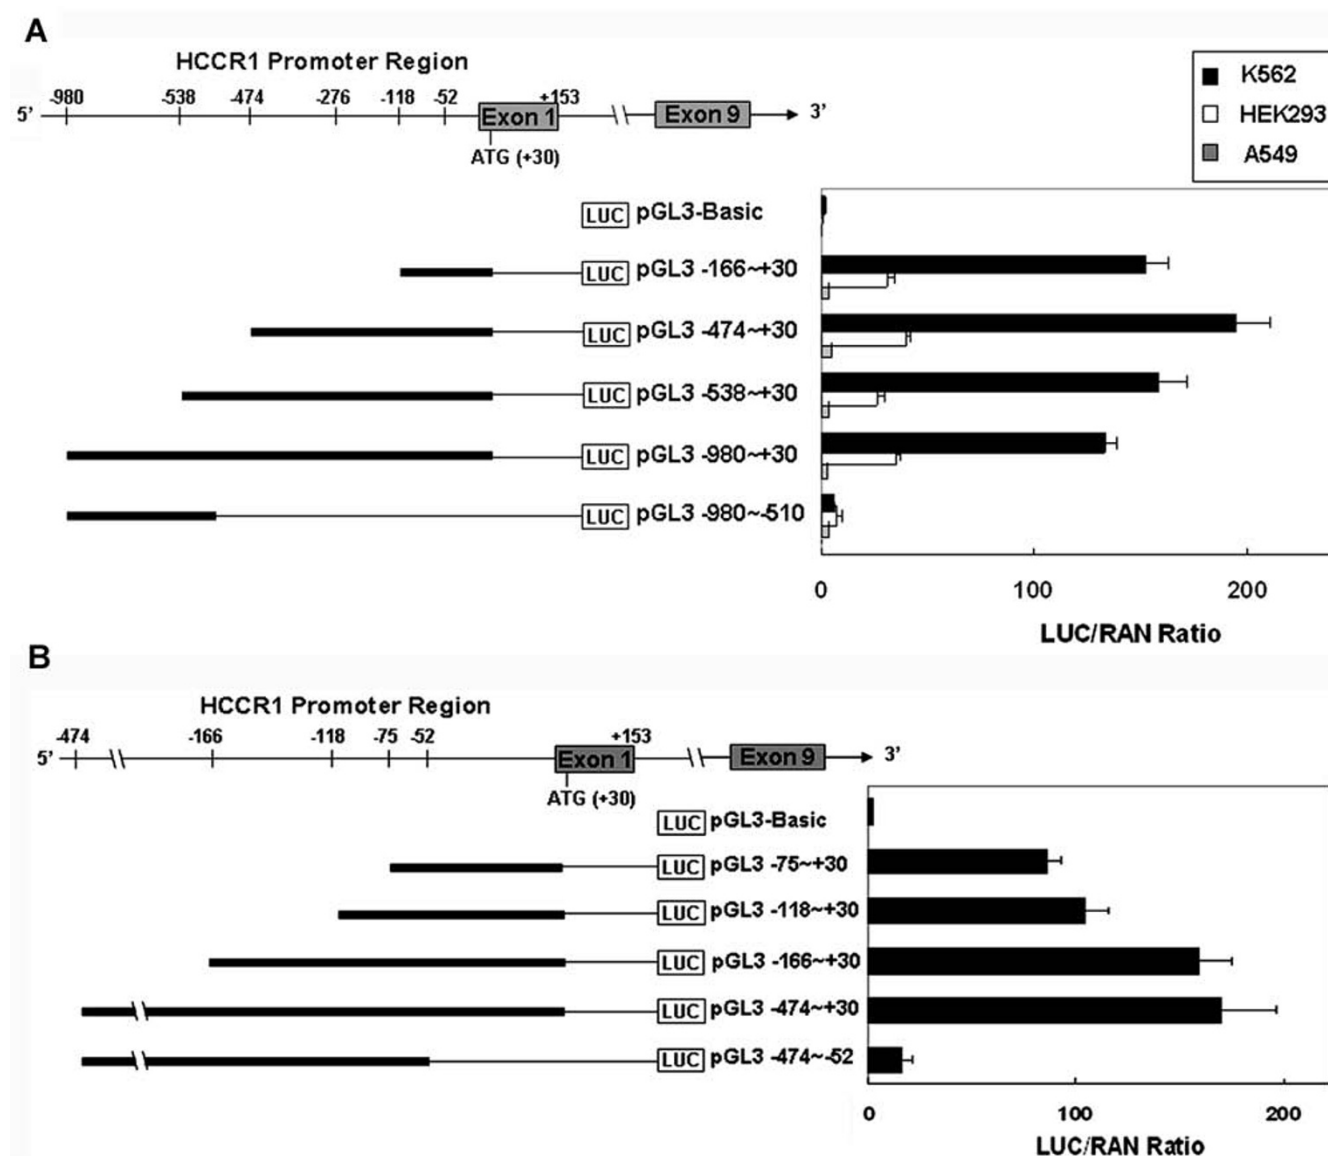 A
HCCR1 Promoter Region
-980 -538 -474 -276 -118 -52 +153
5’ Exon 1 Exon 9 3’
ATG (+30)
K562
HEK293
A549
LUC pGL3-Basic
LUC pGL3 -166~+30
LUC pGL3 -474~+30
LUC pGL3 -538~+30
LUC pGL3 -980~+30
LUC pGL3 -980~-510
0 100 200
LUC/RAN Ratio
B
HCCR1 Promoter Region
-474 -166 -118 -75 -52 +153
5’ Exon 1 Exon 9 3’
ATG (+30)
LUC pGL3-Basic
LUC pGL3 -75~+30
LUC pGL3 -118~+30
LUC pGL3 -166~+30
LUC pGL3 -474~+30
LUC pGL3 -474~-52
0 100 200
LUC/RAN Ratio